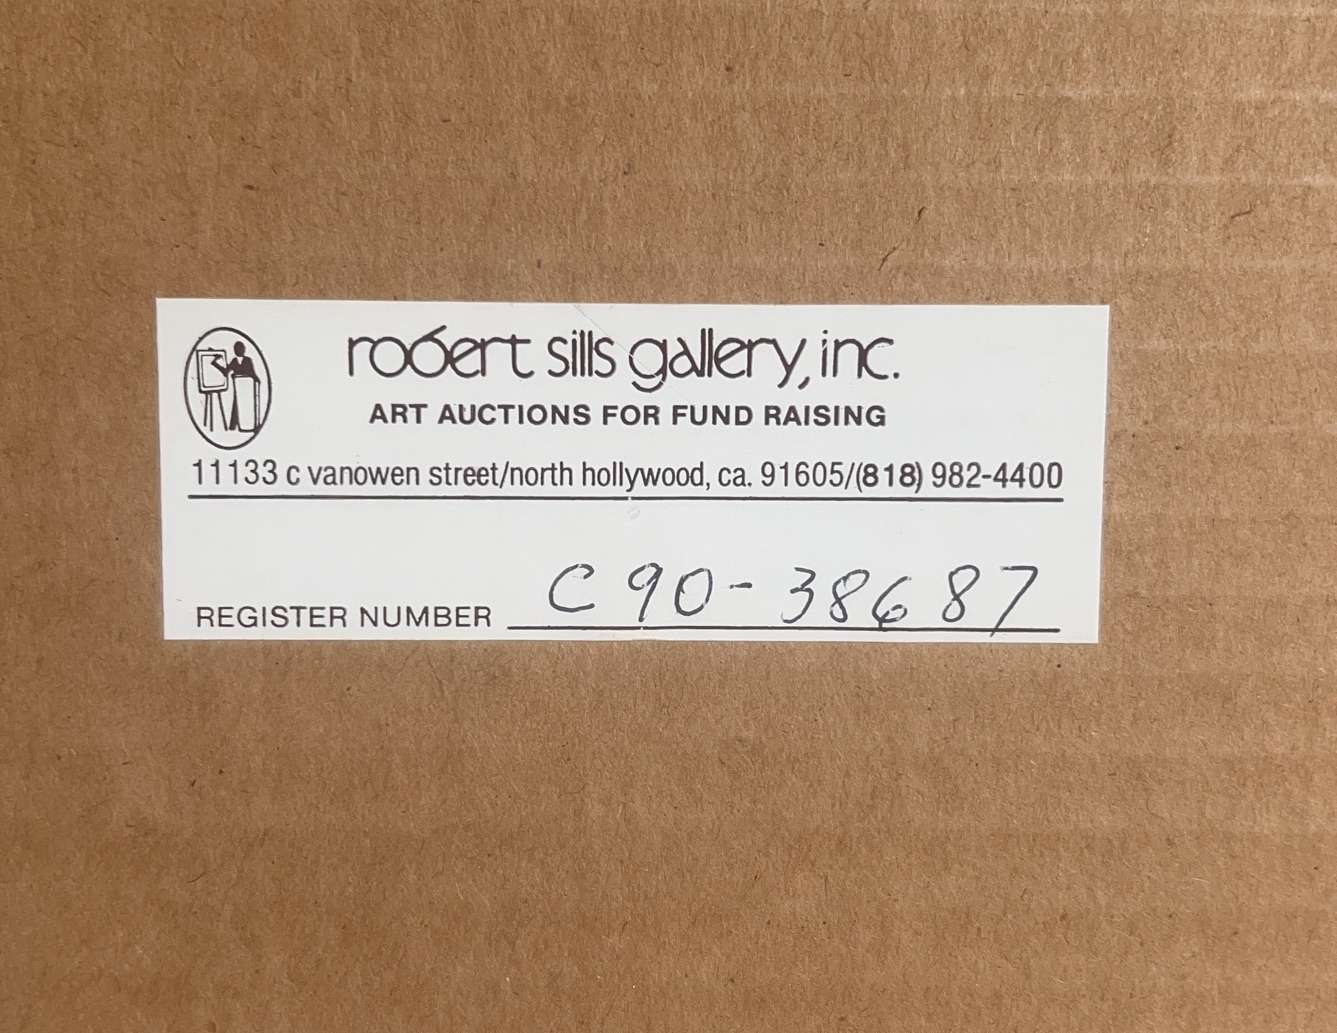 robert sills gallery, inc.
ART AUCTIONS FOR FUND RAISING
11133 c vanowen street/north hollywood, ca. 91605/(818) 982-4400
REGISTER NUMBER C90-38687